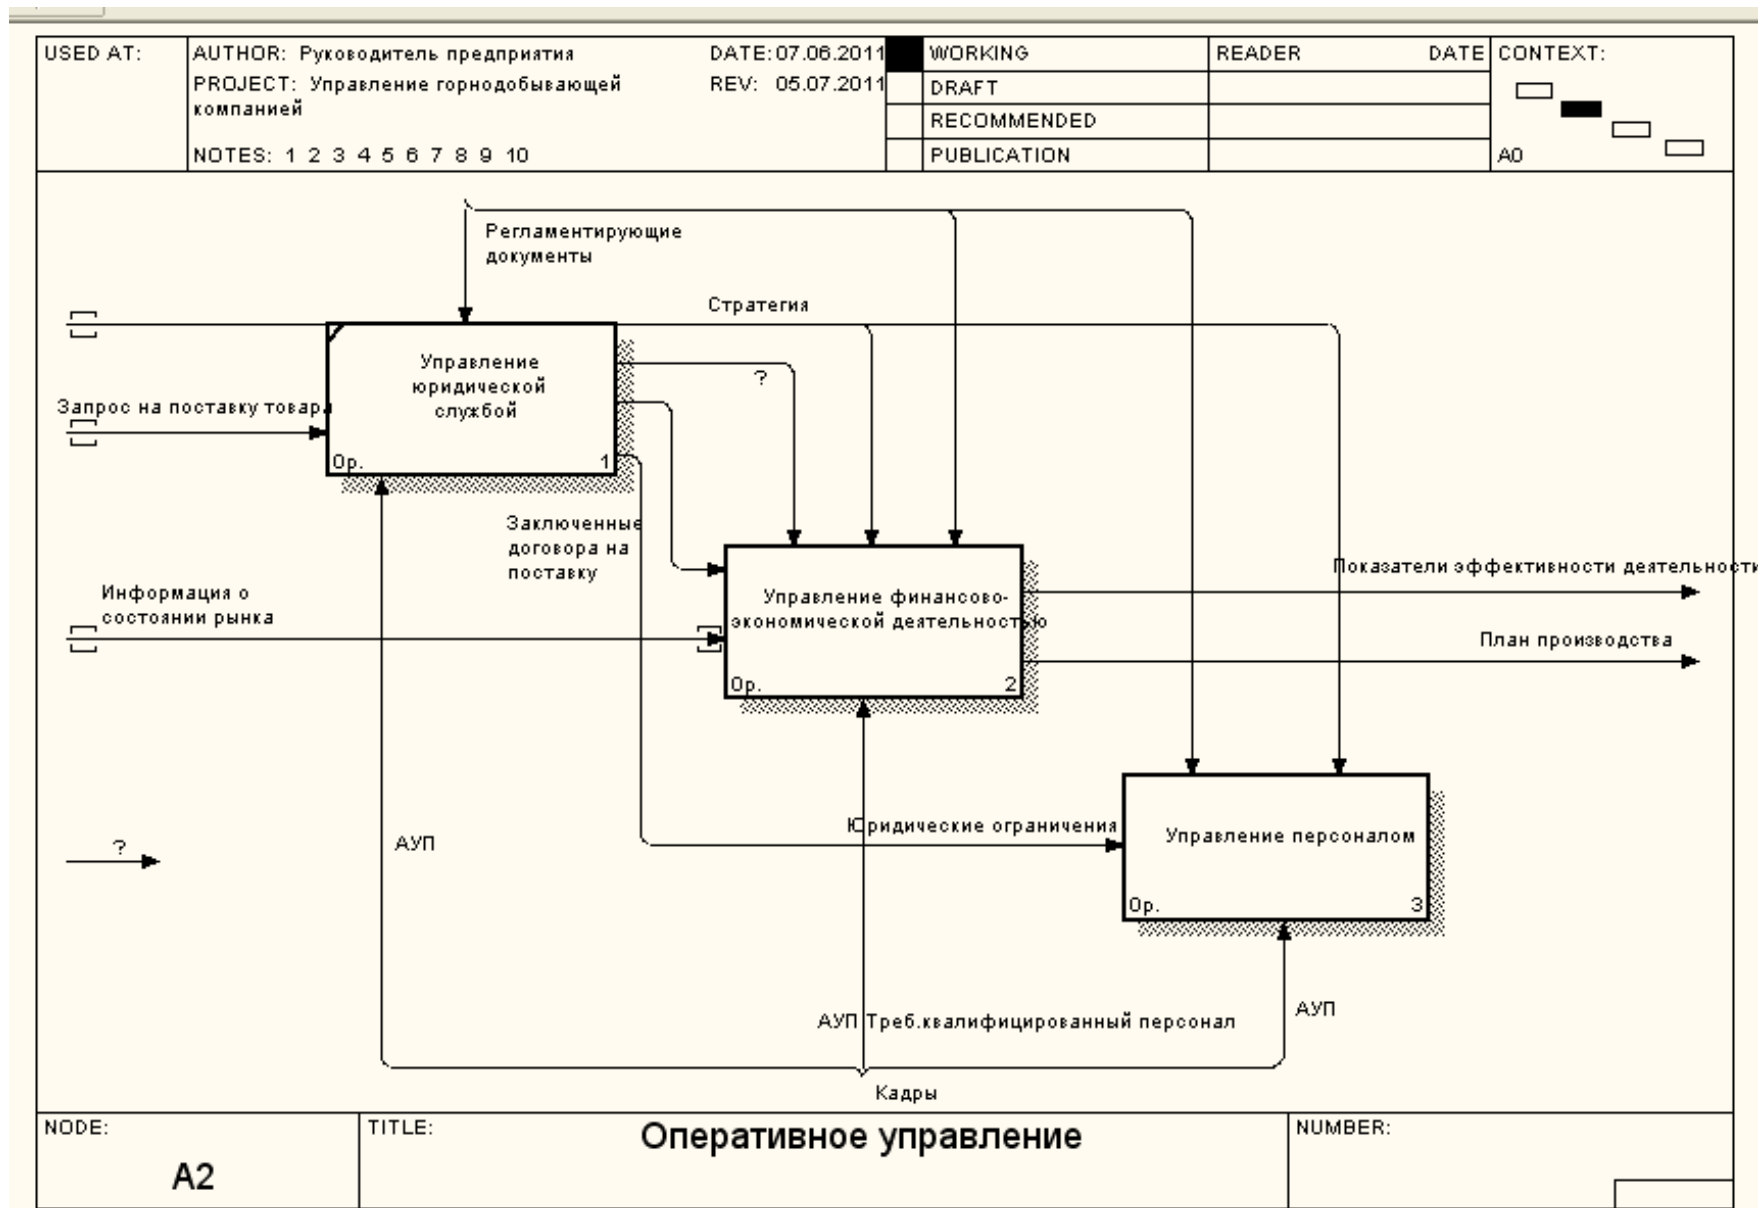 USED AT:
AUTHOR: Руководитель предприятия
DATE: 07.06.2011
PROJECT: Управление горнодобывающей
компанией
REV: 05.07.2011
NOTES: 1 2 3 4 5 6 7 8 9 10
WORKING
DRAFT
RECOMMENDED
PUBLICATION
READER
DATE
CONTEXT:
A0
Регламентирующие
документы
Стратегия
Управление
юридической
службой
0р.
1
?
Запрос на поставку товара
Заключенные
договора на
поставку
Информация о
состоянии рынка
Управление финансово-
экономической деятельностью
0р.
2
Показатели эффективности деятельности
План производства
?
АУП
Юридические ограничения
Управление персоналом
0р.
3
АУП Треб.квалифицированный персонал
АУП
Кадры
NODE:
A2
TITLE:
Оперативное управление
NUMBER: